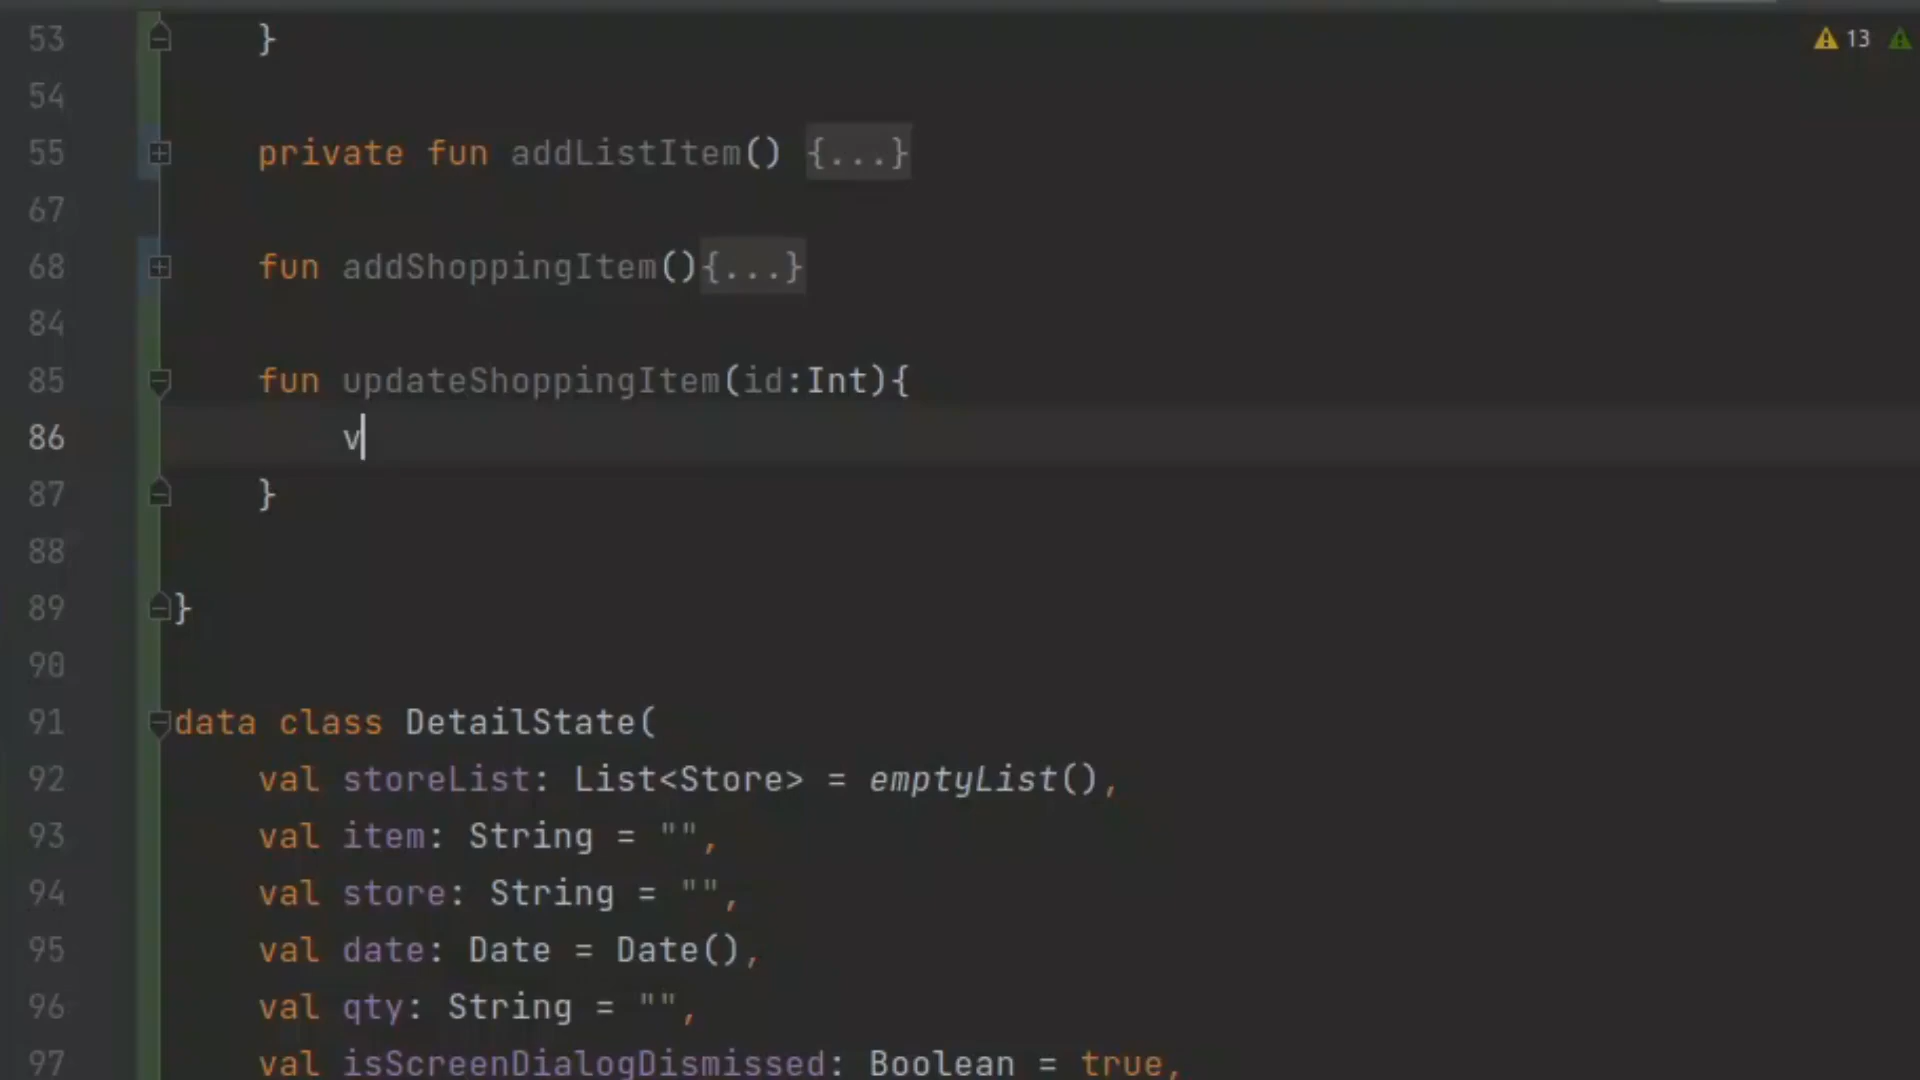 53 }
13
54
55 private fun addListItem() {...}
67
68 fun addShoppingItem(){...}
84
85 fun updateShoppingItem(id:Int){
86 v
87 }
88
89 }
90
91 data class DetailState(
92 val storeList: List<Store> = emptyList(),
93 val item: String = "",
94 val store: String = "",
95 val date: Date = Date(),
96 val qty: String = "",
97 val isScreenDialogDismissed: Boolean = true,